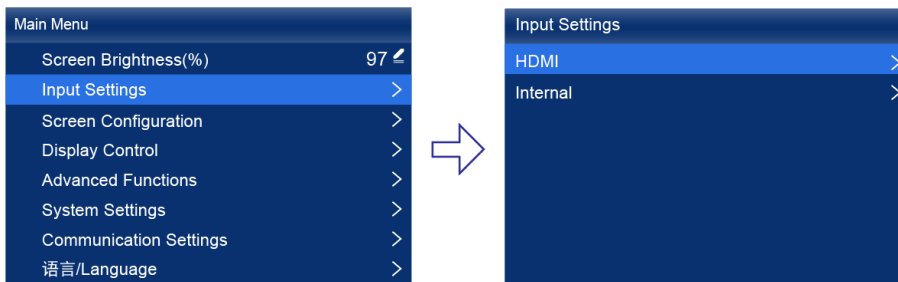 Main Menu
Screen Brightness(%) 97
Input Settings
Screen Configuration
Display Control
Advanced Functions
System Settings
Communication Settings
语言/Language
Input Settings
HDMI
Internal